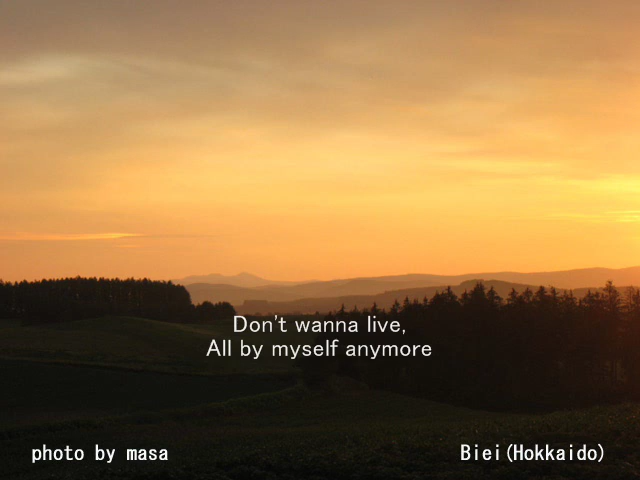 Don't wanna live,
All by myself anymore
photo by masa
Biei(Hokkaido)